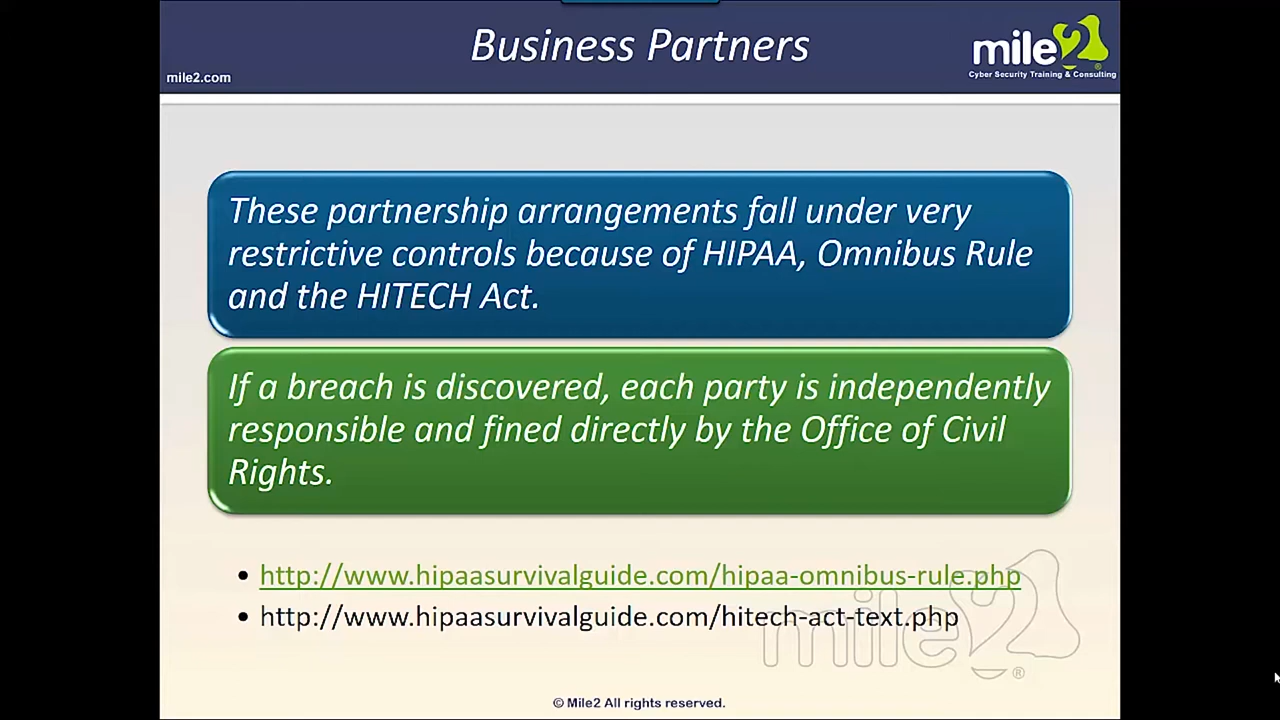 Business Partners
mile2
mile2.com
Cyber Security Training & Consulting
These partnership arrangements fall under very
restrictive controls because of HIPAA, Omnibus Rule
and the HITECH Act.
If a breach is discovered, each party is independently
responsible and fined directly by the Office of Civil
Rights.
• http://www.hipaasurvivalguide.com/hipaa-omnibus-rule.php
• http://www.hipaasurvivalguide.com/hitech-act-text.php
mile2®
© Mile2 All rights reserved.